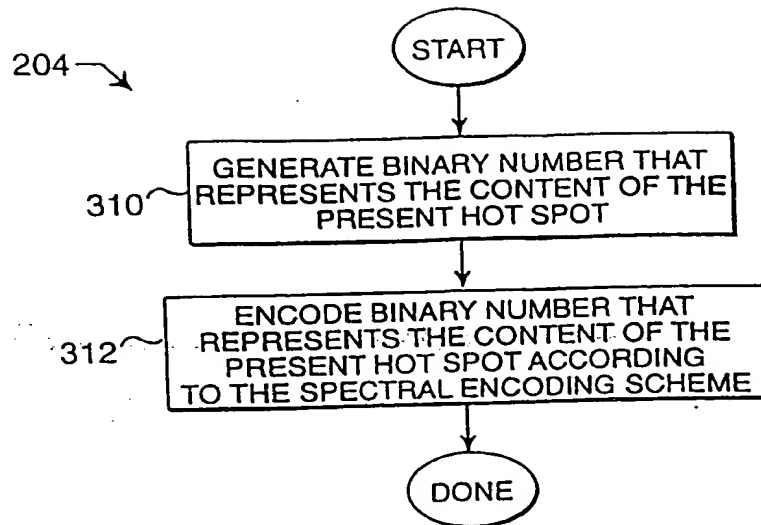 START
204
GENERATE BINARY NUMBER THAT
REPRESENTS THE CONTENT OF THE
PRESENT HOT SPOT.
310
ENCODE BINARY NUMBER THAT
REPRESENTS THE CONTENT OF THE
PRESENT HOT SPOT ACCORDING
TO THE SPECTRAL ENCODING SCHEME
312
DONE